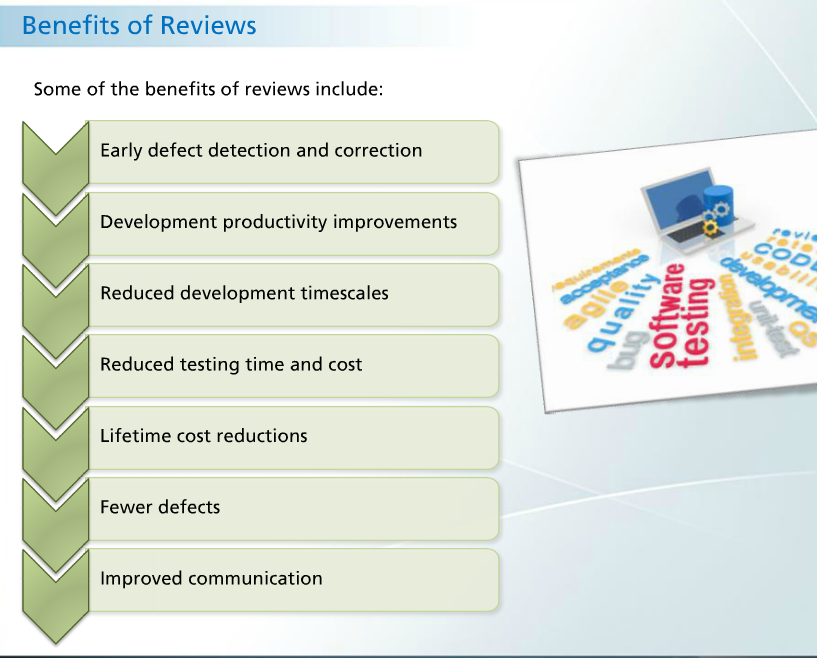 Benefits of Reviews
Some of the benefits of reviews include:
Early defect detection and correction
Development productivity improvements
Reduced development timescales
Reduced testing time and cost
Lifetime cost reductions
Fewer defects
Improved communication
requirements
acceptance
agile
quality
bug
software
testing
integration
unit-test
development
CODE